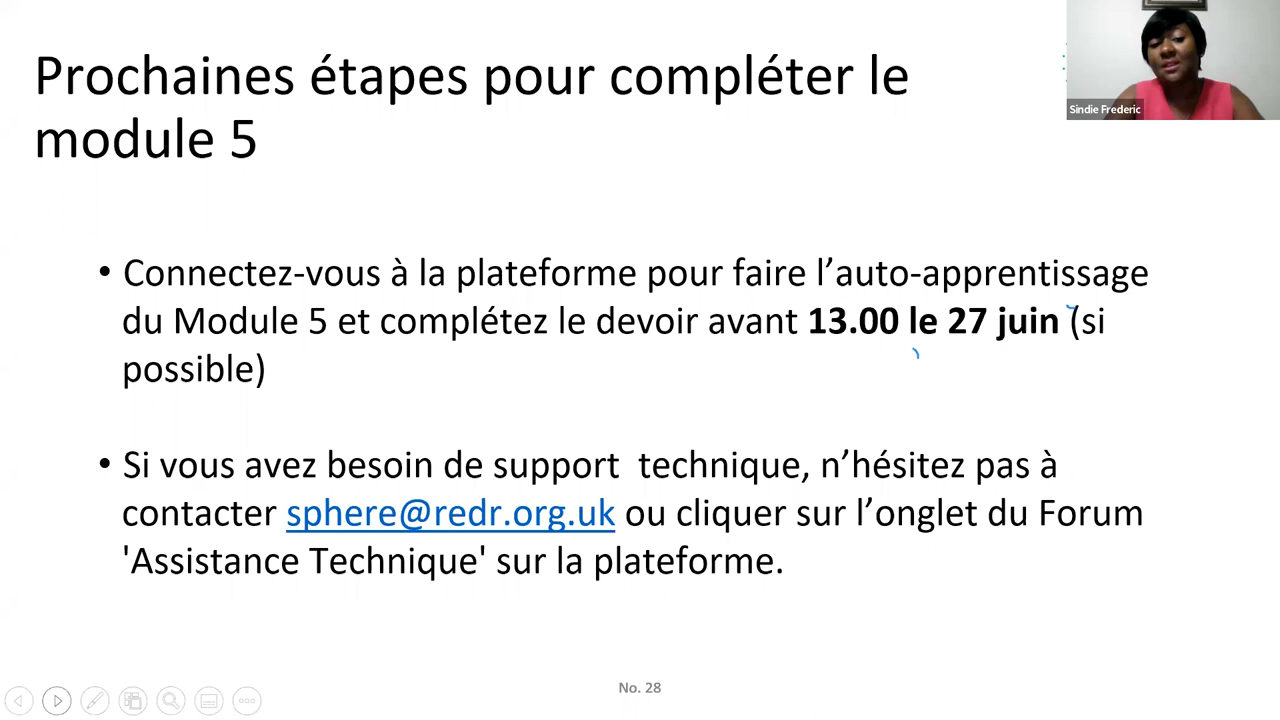 Prochaines étapes pour compléter le
module 5
Sindie Frederic
• Connectez-vous à la plateforme pour faire l’auto-apprentissage
du Module 5 et complétez le devoir avant 13.00 le 27 juin (si
possible)
• Si vous avez besoin de support  technique, n’hésitez pas à
contacter sphere@redr.org.uk ou cliquer sur l’onglet du Forum
'Assistance Technique' sur la plateforme.
No. 28